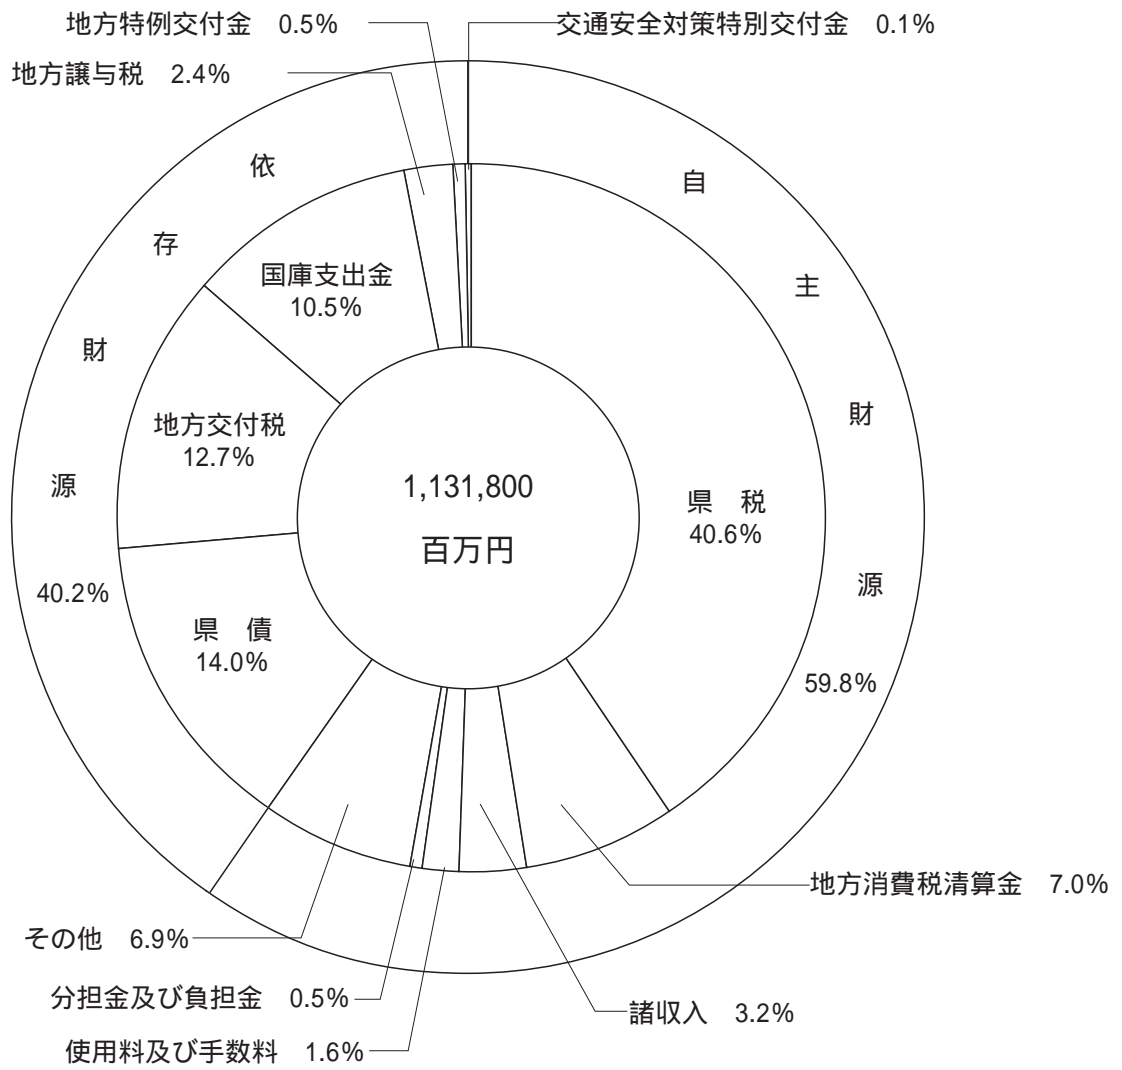 地方特例交付金　0.5%
交通安全対策特別交付金　0.1%
地方譲与税　2.4%
依存財源
40.2%
自主財源
59.8%
国庫支出金
10.5%
地方交付税
12.7%
県　債
14.0%
1,131,800
百万円
県　税
40.6%
地方消費税清算金　7.0%
諸収入　3.2%
その他　6.9%
分担金及び負担金　0.5%
使用料及び手数料　1.6%